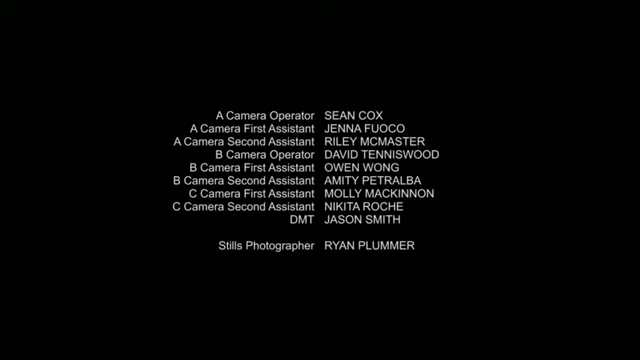 A Camera Operator SEAN COX
A Camera First Assistant JENNA FUOCO
A Camera Second Assistant RILEY MCMASTER
B Camera Operator DAVID TENNISWOOD
B Camera First Assistant OWEN WONG
B Camera Second Assistant AMITY PETRALBA
C Camera First Assistant MOLLY MACKINNON
C Camera Second Assistant NIKITA ROCHE
DMT JASON SMITH
Stills Photographer RYAN PLUMMER